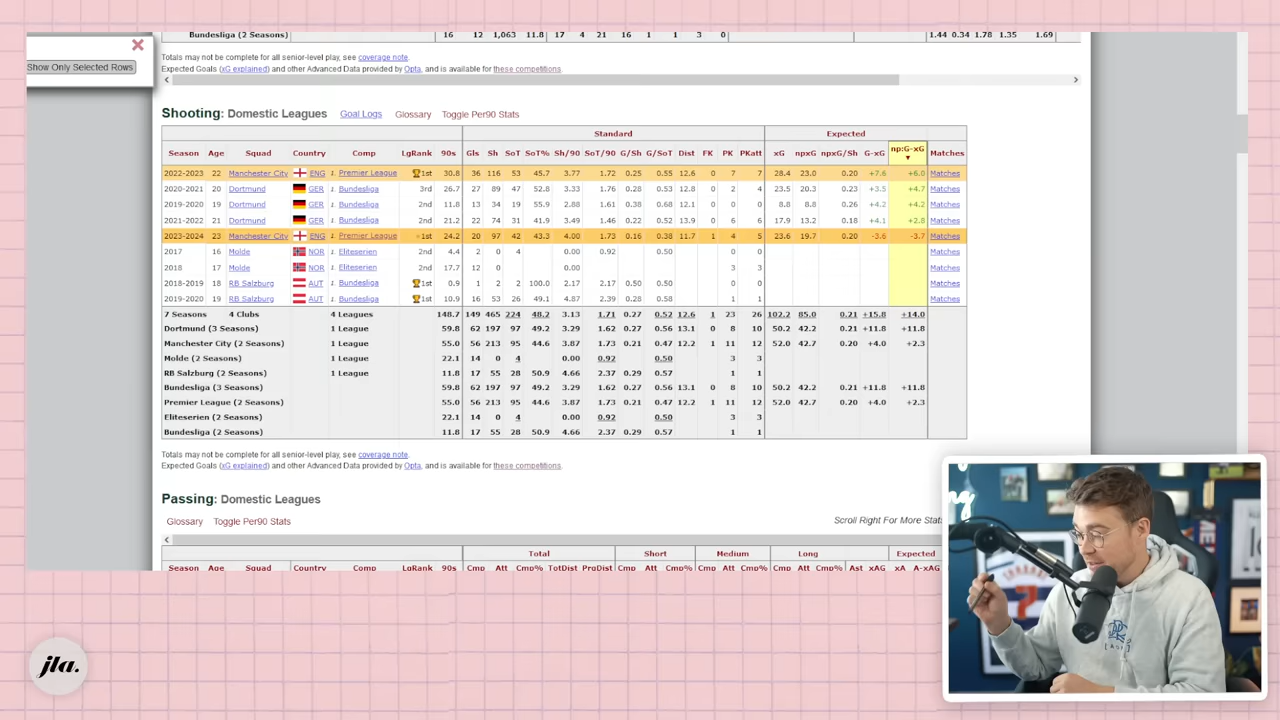 Bundesliga (2 Seasons) 16 12 1,063 11.8 17 4 21 16 1 1 3 0 1.44 0.34 1.78 1.35 1.69
Show Only Selected Rows
Totals may not be complete for all senior-level play, see coverage note.
Expected Goals (xG explained) and other Advanced Data provided by Opta, and is available for these competitions.
Shooting: Domestic Leagues Goal Logs Glossary Toggle Per90 Stats
Standard Expected
Season Age Squad Country Comp LgRank 90s Gls Sh SoT SoT% Sh/90 SoT/90 G/Sh G/SoT Dist FK PK PKatt xG npxG npxG/Sh G-xG np:G-xG ▼ Matches
2022-2023 22 Manchester City ENG 1. Premier League 1st 30.8 36 116 53 45.7 3.77 1.72 0.25 0.55 12.6 0 7 7 28.4 23.0 0.20 +7.6 +6.0 Matches
2020-2021 20 Dortmund GER 1. Bundesliga 3rd 26.7 27 89 47 52.8 3.33 1.76 0.28 0.53 12.8 0 2 4 23.5 20.3 0.23 +3.5 +4.7 Matches
2019-2020 19 Dortmund GER 1. Bundesliga 2nd 11.8 13 34 19 55.9 2.88 1.61 0.38 0.68 12.1 0 0 0 8.8 8.8 0.26 +4.2 +4.2 Matches
2021-2022 21 Dortmund GER 1. Bundesliga 2nd 21.2 22 74 31 41.9 3.49 1.46 0.22 0.52 13.9 0 6 6 17.9 13.2 0.18 +4.1 +2.8 Matches
2023-2024 23 Manchester City ENG 1. Premier League 1st 24.2 20 97 42 43.3 4.00 1.73 0.16 0.38 11.7 1 4 5 23.6 19.7 0.20 -3.6 -3.7 Matches
2017 16 Molde NOR 1. Eliteserien 2nd 4.4 2 0 4 0.00 0.92 0.50 0 0 Matches
2018 17 Molde NOR 1. Eliteserien 2nd 17.7 12 0 0.00 3 3 Matches
2018-2019 18 RB Salzburg AUT 1. Bundesliga 1st 0.9 1 2 2 100.0 2.17 2.17 0.50 0.50 0 0 Matches
2019-2020 19 RB Salzburg AUT 1. Bundesliga 1st 10.9 16 53 26 49.1 4.87 2.39 0.28 0.58 1 1 Matches
7 Seasons 4 Clubs 4 Leagues 148.7 149 465 224 48.2 3.13 1.71 0.27 0.52 12.6 1 23 26 102.2 85.0 0.21 +15.8 +14.0
Dortmund (3 Seasons) 1 League 59.8 62 197 97 49.2 3.29 1.62 0.27 0.56 13.1 0 8 10 50.2 42.2 0.21 +11.8 +11.8
Manchester City (2 Seasons) 1 League 55.0 56 213 95 44.6 3.87 1.73 0.21 0.47 12.2 1 11 12 52.0 42.7 0.20 +4.0 +2.3
Molde (2 Seasons) 1 League 22.1 14 0 4 0.00 0.92 0.50 3 3
RB Salzburg (2 Seasons) 1 League 11.8 17 55 28 50.9 4.66 2.37 0.29 0.57 1 1
Bundesliga (3 Seasons) 59.8 62 197 97 49.2 3.29 1.62 0.27 0.56 13.1 0 8 10 50.2 42.2 0.21 +11.8 +11.8
Premier League (2 Seasons) 55.0 56 213 95 44.6 3.87 1.73 0.21 0.47 12.2 1 11 12 52.0 42.7 0.20 +4.0 +2.3
Eliteserien (2 Seasons) 22.1 14 0 4 0.00 0.92 0.50 3 3
Bundesliga (2 Seasons) 11.8 17 55 28 50.9 4.66 2.37 0.29 0.57 1 1
Totals may not be complete for all senior-level play, see coverage note.
Expected Goals (xG explained) and other Advanced Data provided by Opta, and is available for these competitions.
Passing: Domestic Leagues
Glossary Toggle Per90 Stats Scroll Right For More
Total Short Medium Long Expected
Season Age Squad Country Comp LgRank 90s Cmp Att Cmp% TotDist PrgDist Cmp Att Cmp% Cmp Att Cmp% Cmp Att Cmp% Ast xAG xA A-xAG
jla.